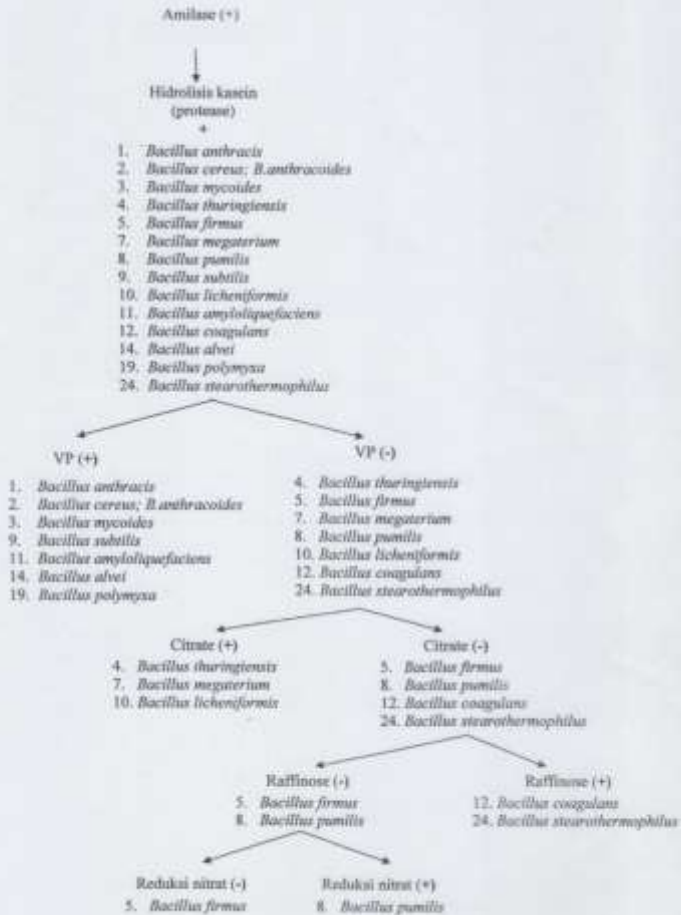 Amilase (+)
Hidrolisis kasein
(protease)
+
1. Bacillus anthracis
2. Bacillus cereus; B.anthracoides
3. Bacillus mycoides
4. Bacillus thuringiensis
5. Bacillus firmus
7. Bacillus megaterium
8. Bacillus pumilis
9. Bacillus subtilis
10. Bacillus licheniformis
11. Bacillus amyloliquefaciens
12. Bacillus coagulans
14. Bacillus alvei
19. Bacillus polymyxa
24. Bacillus stearothermophilus
VP (+)
1. Bacillus anthracis
2. Bacillus cereus; B.anthracoides
3. Bacillus mycoides
9. Bacillus subtilis
11. Bacillus amyloliquefaciens
14. Bacillus alvei
19. Bacillus polymyxa
VP (-)
4. Bacillus thuringiensis
5. Bacillus firmus
7. Bacillus megaterium
8. Bacillus pumilis
10. Bacillus licheniformis
12. Bacillus coagulans
24. Bacillus stearothermophilus
Citrate (+)
4. Bacillus thuringiensis
7. Bacillus megaterium
10. Bacillus licheniformis
Citrate (-)
5. Bacillus firmus
8. Bacillus pumilis
12. Bacillus coagulans
24. Bacillus stearothermophilus
Raffinose (-)
5. Bacillus firmus
8. Bacillus pumilis
Raffinose (+)
12. Bacillus coagulans
24. Bacillus stearothermophilus
Reduksi nitrat (-)
5. Bacillus firmus
Reduksi nitrat (+)
8. Bacillus pumilis